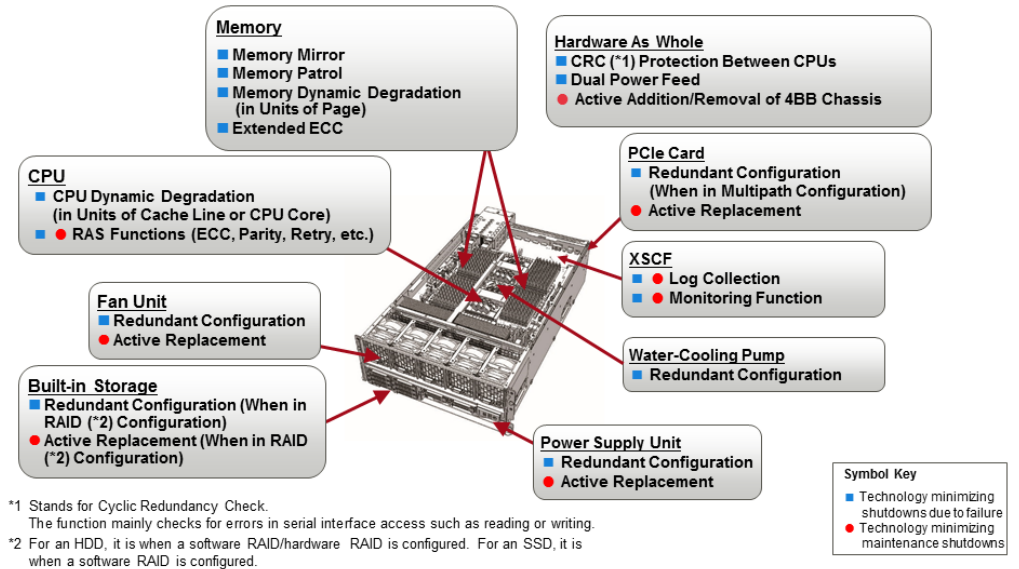 Memory
Memory Mirror
Memory Patrol
Memory Dynamic Degradation
(in Units of Page)
Extended ECC
Hardware As Whole
CRC (*1) Protection Between CPUs
Dual Power Feed
Active Addition/Removal of 4BB Chassis
CPU
CPU Dynamic Degradation
(in Units of Cache Line or CPU Core)
RAS Functions (ECC, Parity, Retry, etc.)
PCIe Card
Redundant Configuration
(When in Multipath Configuration)
Active Replacement
XSCF
Log Collection
Monitoring Function
Fan Unit
Redundant Configuration
Active Replacement
Water-Cooling Pump
Redundant Configuration
Built-in Storage
Redundant Configuration (When in
RAID (*2) Configuration)
Active Replacement (When in RAID
(*2) Configuration)
Power Supply Unit
Redundant Configuration
Active Replacement
Symbol Key
Technology minimizing
shutdowns due to failure
Technology minimizing
maintenance shutdowns
*1 Stands for Cyclic Redundancy Check.
The function mainly checks for errors in serial interface access such as reading or writing.
*2 For an HDD, it is when a software RAID/hardware RAID is configured. For an SSD, it is
when a software RAID is configured.